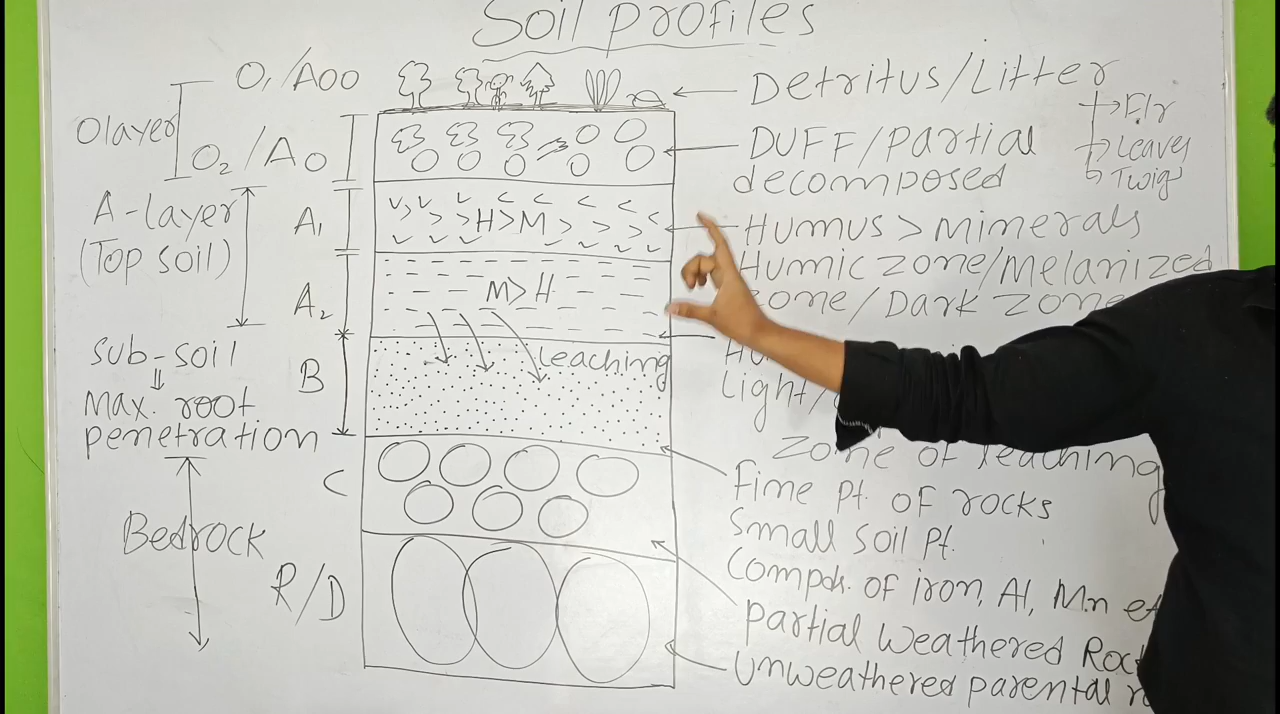 Soil profiles
O₁/A00
Olayer
O₂/A0
A-layer
(Top soil)
A₁
A₂
Sub-soil
⇓
Max. root
penetration
B
C
Bedrock
R/D
H>M
M>H
leaching
Detritus/Litter
→ Flr
→ Leaves
→ Twigs
DUFF/partial
decomposed
Humus > minerals
Humic zone/Melanized
zone/Dark zone
Light/
zone of leaching
Fine pt. of rocks
Small soil pt.
Compds. of iron, Al, Mn
partial weathered
unweathered parental